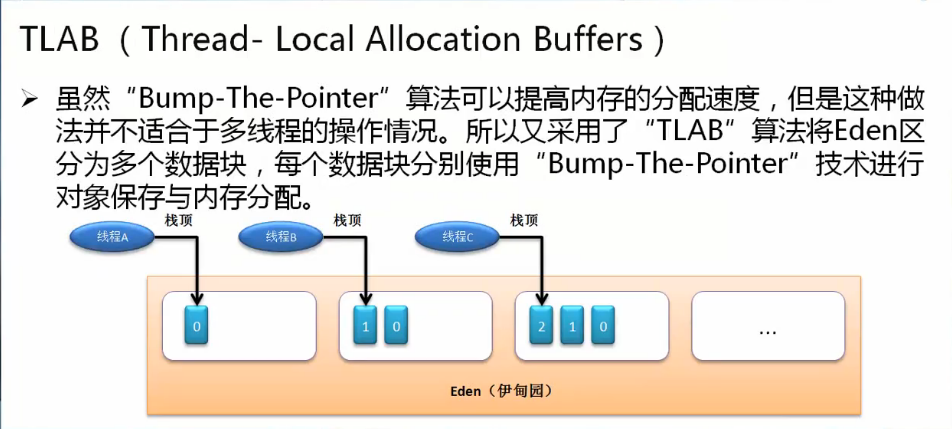 TLAB （Thread- Local Allocation Buffers）
➢ 虽然“Bump-The-Pointer”算法可以提高内存的分配速度，但是这种做
法并不适合于多线程的操作情况。所以又采用了“TLAB”算法将Eden区
分为多个数据块，每个数据块分别使用“Bump-The-Pointer”技术进行
对象保存与内存分配。
栈顶 栈顶 栈顶
线程A 线程B 线程C
0 1 0 2 1 0 ...
Eden（伊甸园）